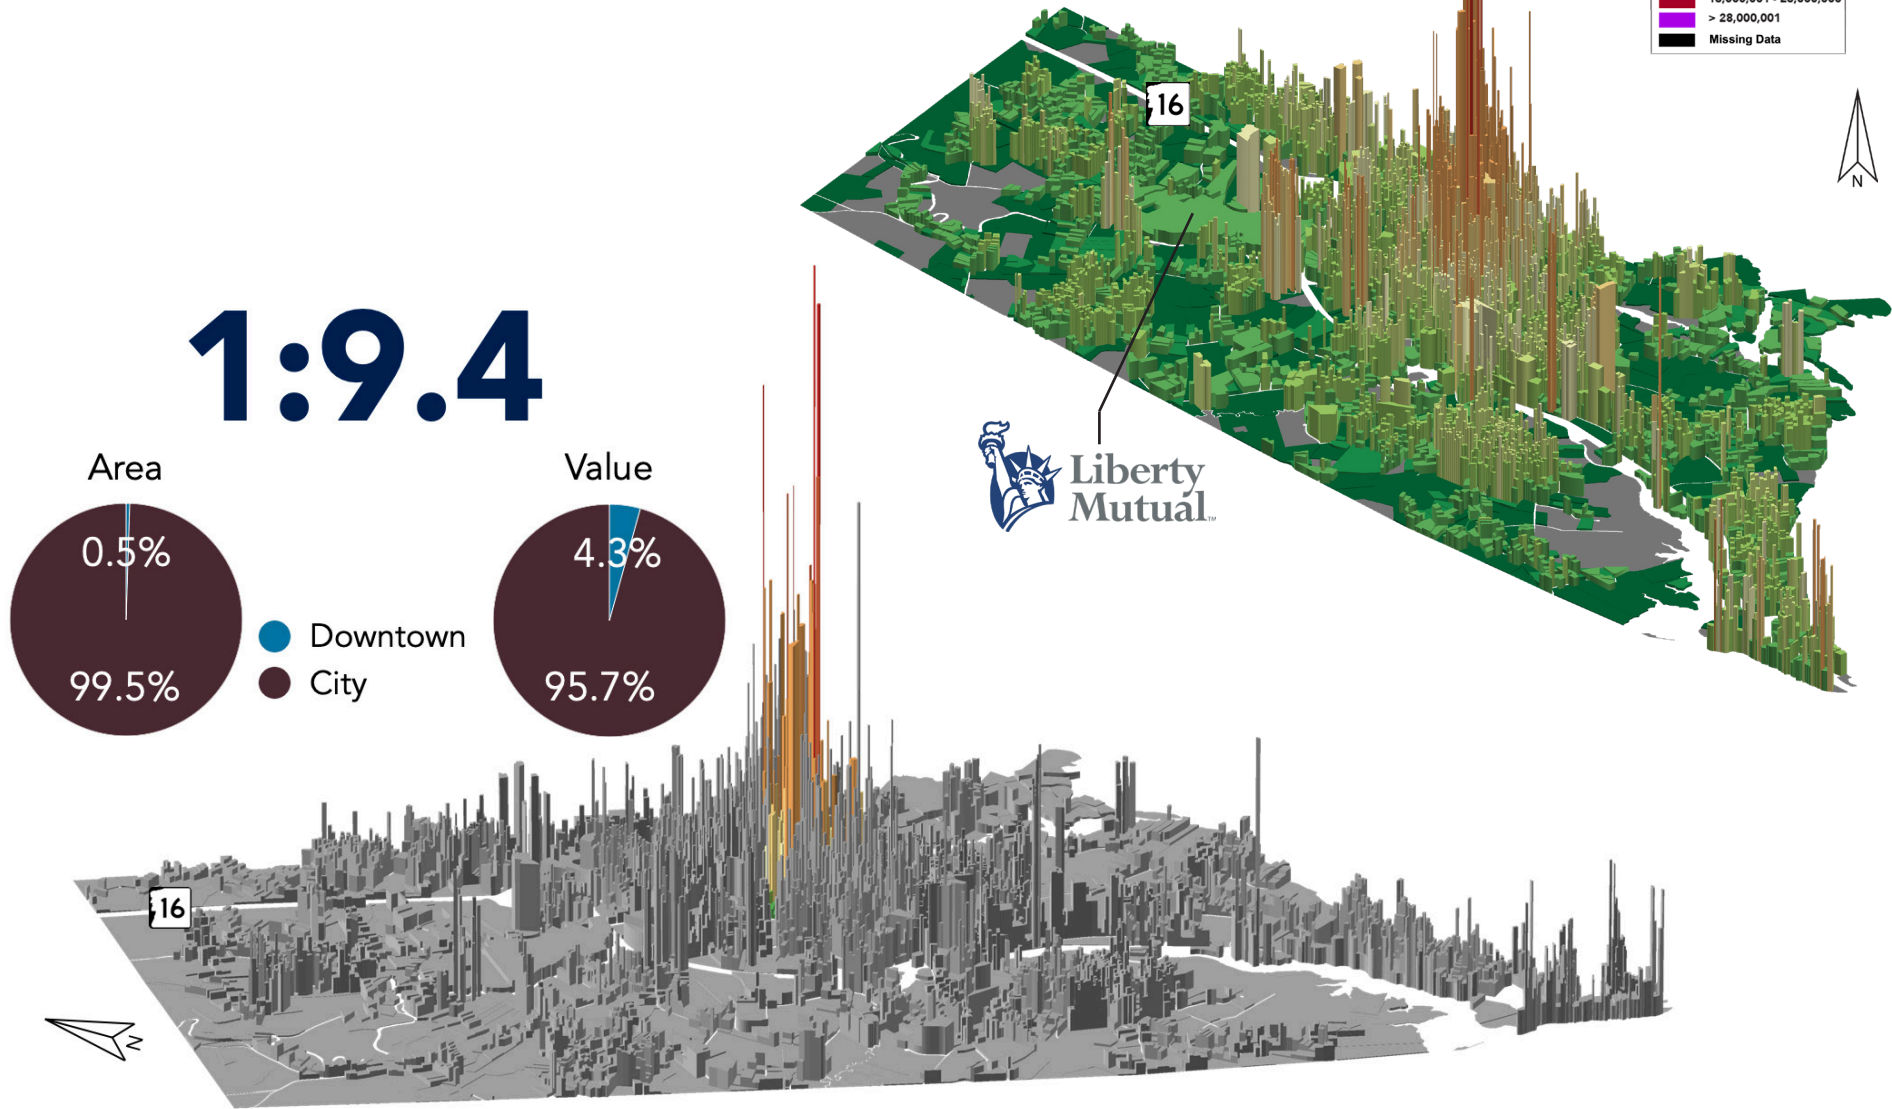 > 28,000,001
Missing Data
16
N
1:9.4
Liberty
Mutual™
Area
Value
0.5%
4.3%
Downtown
City
99.5%
95.7%
16
N